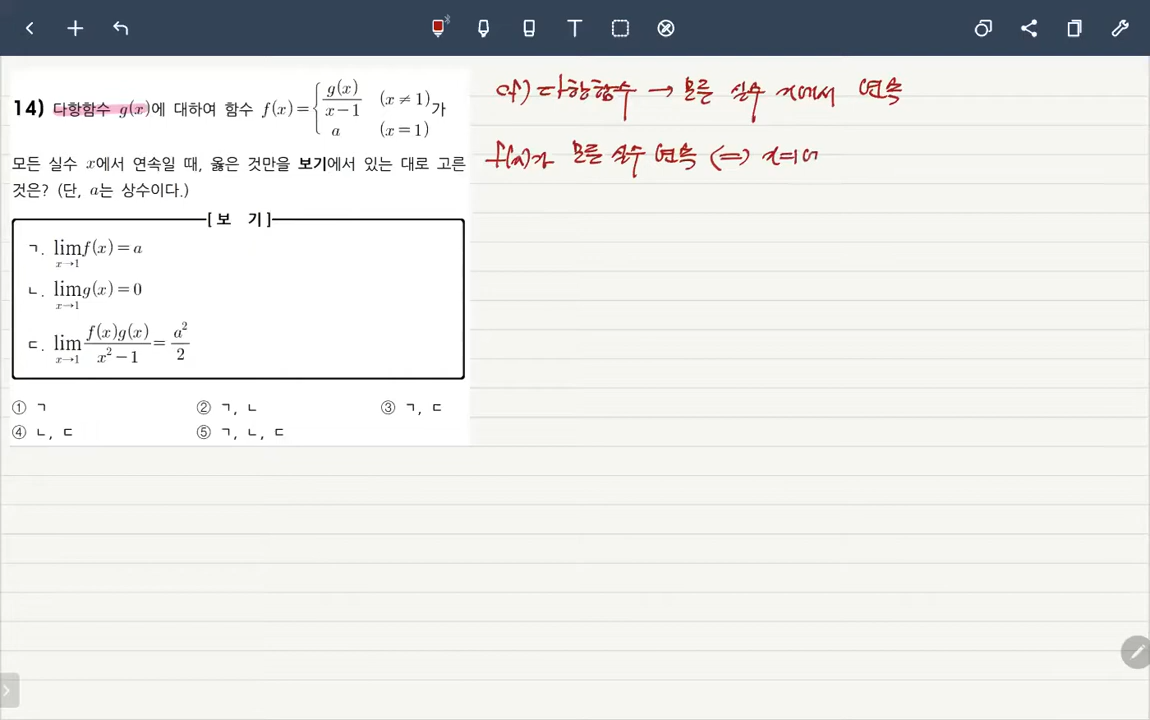 14) 다항함수 g(x)에 대하여 함수 f(x)={ g(x)/(x−1) (x≠1) a (x=1) 가
모든 실수 x에서 연속일 때, 옳은 것만을 보기에서 있는 대로 고른
것은? (단, a는 상수이다.)
[보 기]
ㄱ. lim x→1 f(x)=a
ㄴ. lim x→1 g(x)=0
ㄷ. lim x→1 f(x)g(x)/(x²−1) = a²/2
① ㄱ ② ㄱ, ㄴ ③ ㄱ, ㄷ
④ ㄴ, ㄷ ⑤ ㄱ, ㄴ, ㄷ
cf) 다항함수 → 모든 실수 x에서 연속
f(x)가 모든 실수 연속 ⇔ x=1